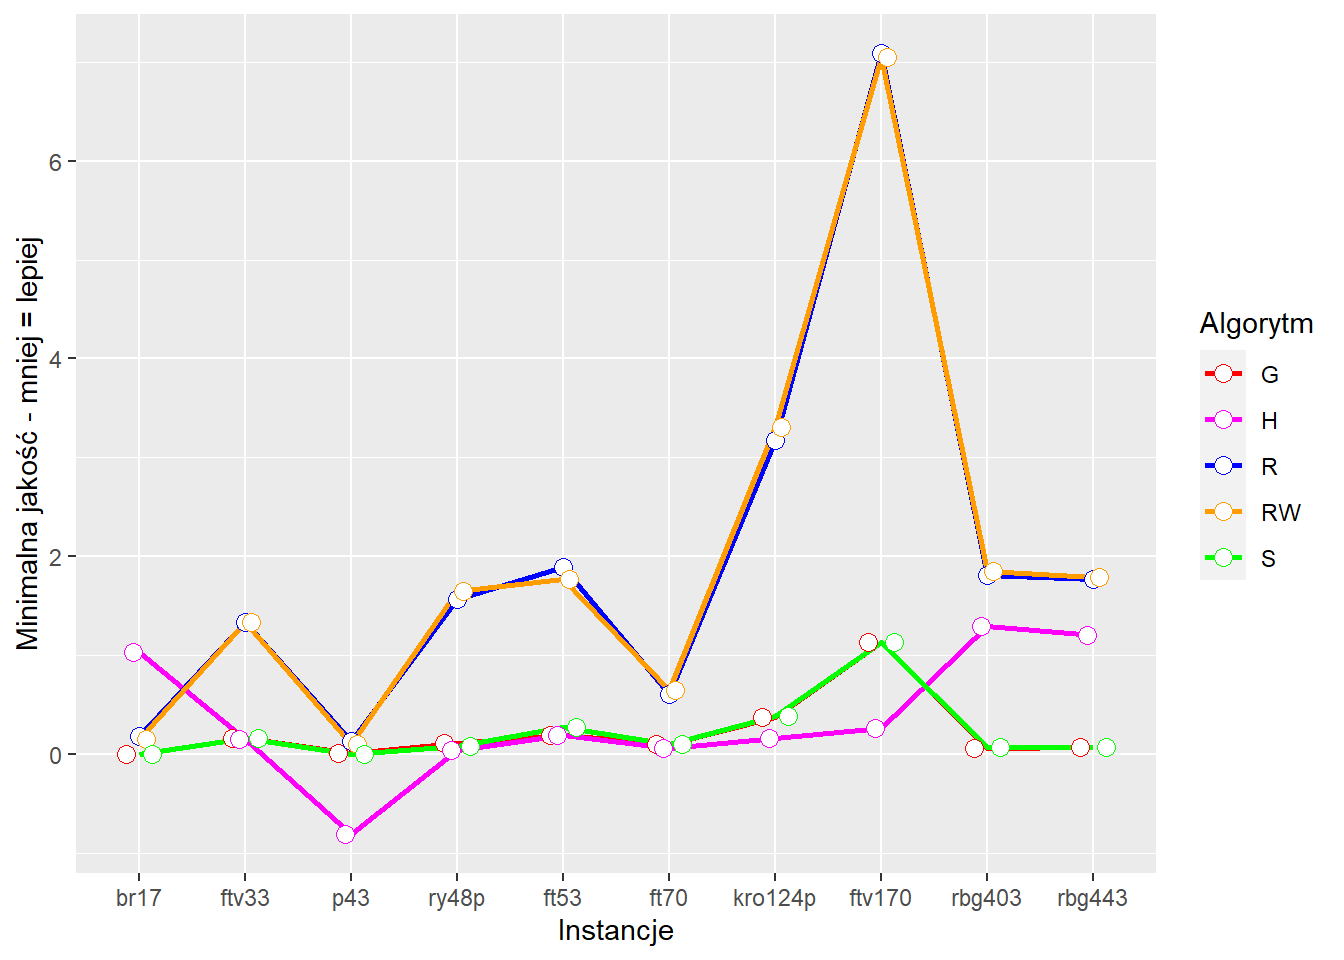 Minimalna jakość - mniej = lepiej
6
4
2
0
br17 ftv33 p43 ry48p ft53 ft70 kro124p ftv170 rbg403 rbg443
Instancje
Algorytm
G
H
R
RW
S